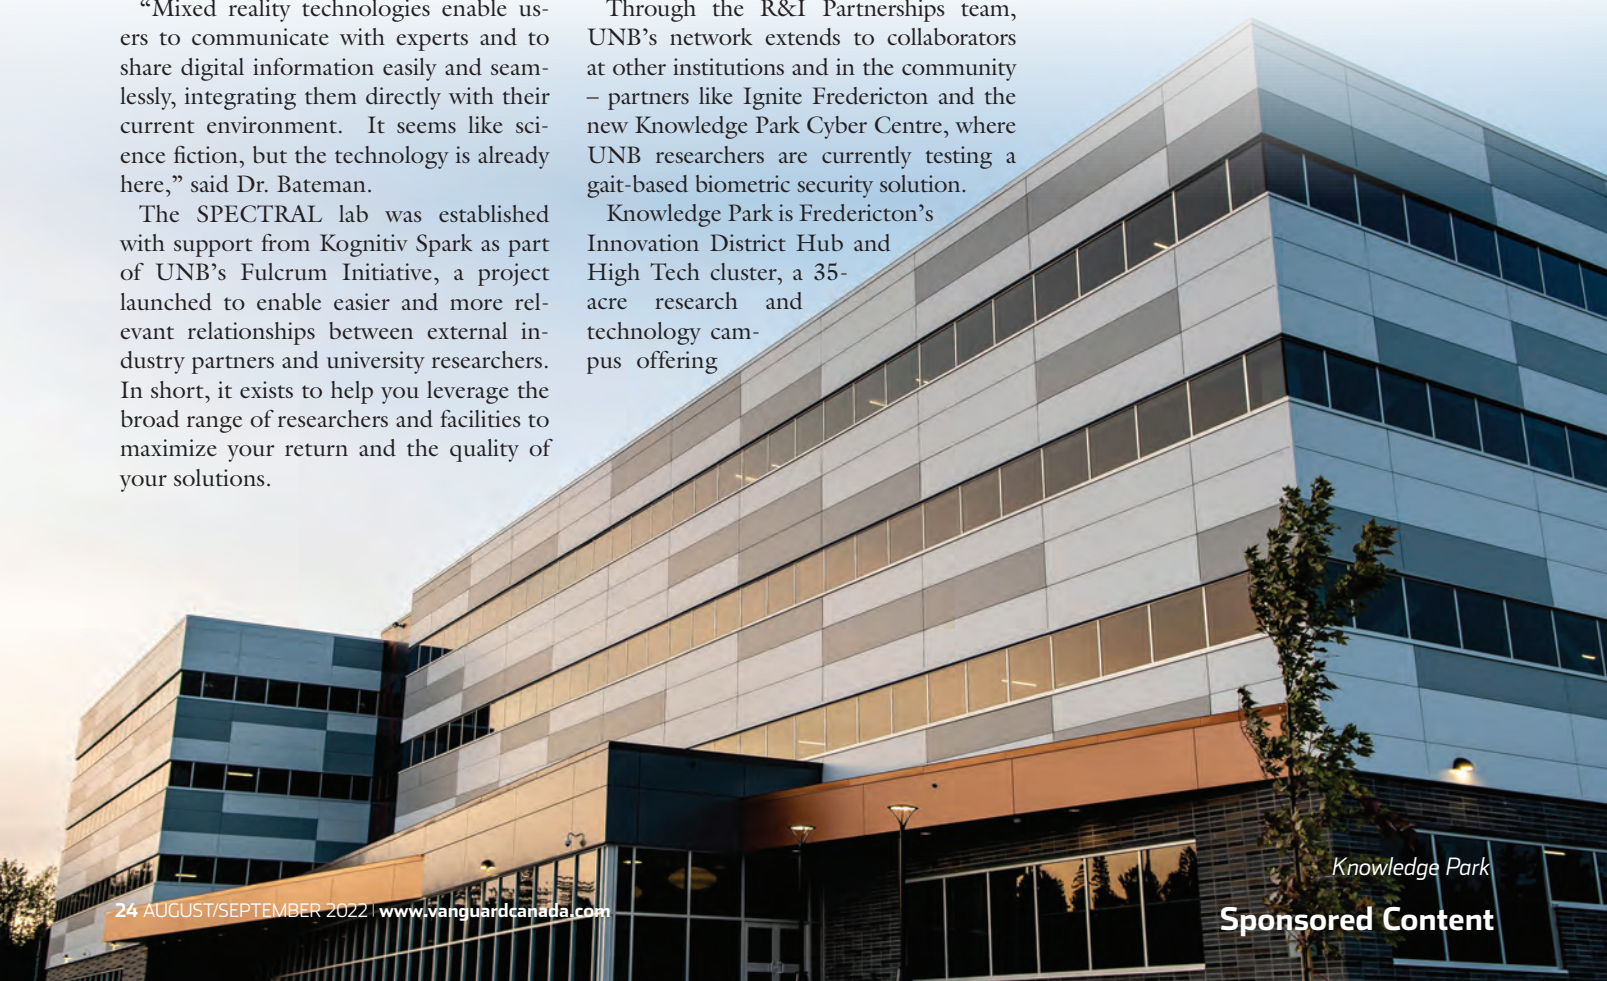 “Mixed reality technologies enable us-
ers to communicate with experts and to
share digital information easily and seam-
lessly, integrating them directly with their
current environment. It seems like sci-
ence fiction, but the technology is already
here,” said Dr. Bateman.
The SPECTRAL lab was established
with support from Kognitiv Spark as part
of UNB’s Fulcrum Initiative, a project
launched to enable easier and more rel-
evant relationships between external in-
dustry partners and university researchers.
In short, it exists to help you leverage the
broad range of researchers and facilities to
maximize your return and the quality of
your solutions.
Through the R&I Partnerships team,
UNB’s network extends to collaborators
at other institutions and in the community
– partners like Ignite Fredericton and the
new Knowledge Park Cyber Centre, where
UNB researchers are currently testing a
gait-based biometric security solution.
Knowledge Park is Fredericton’s
Innovation District Hub and
High Tech cluster, a 35-
acre research and
technology cam-
pus offering
Knowledge Park
24 AUGUST/SEPTEMBER 2022 | www.vanguardcanada.com
Sponsored Content